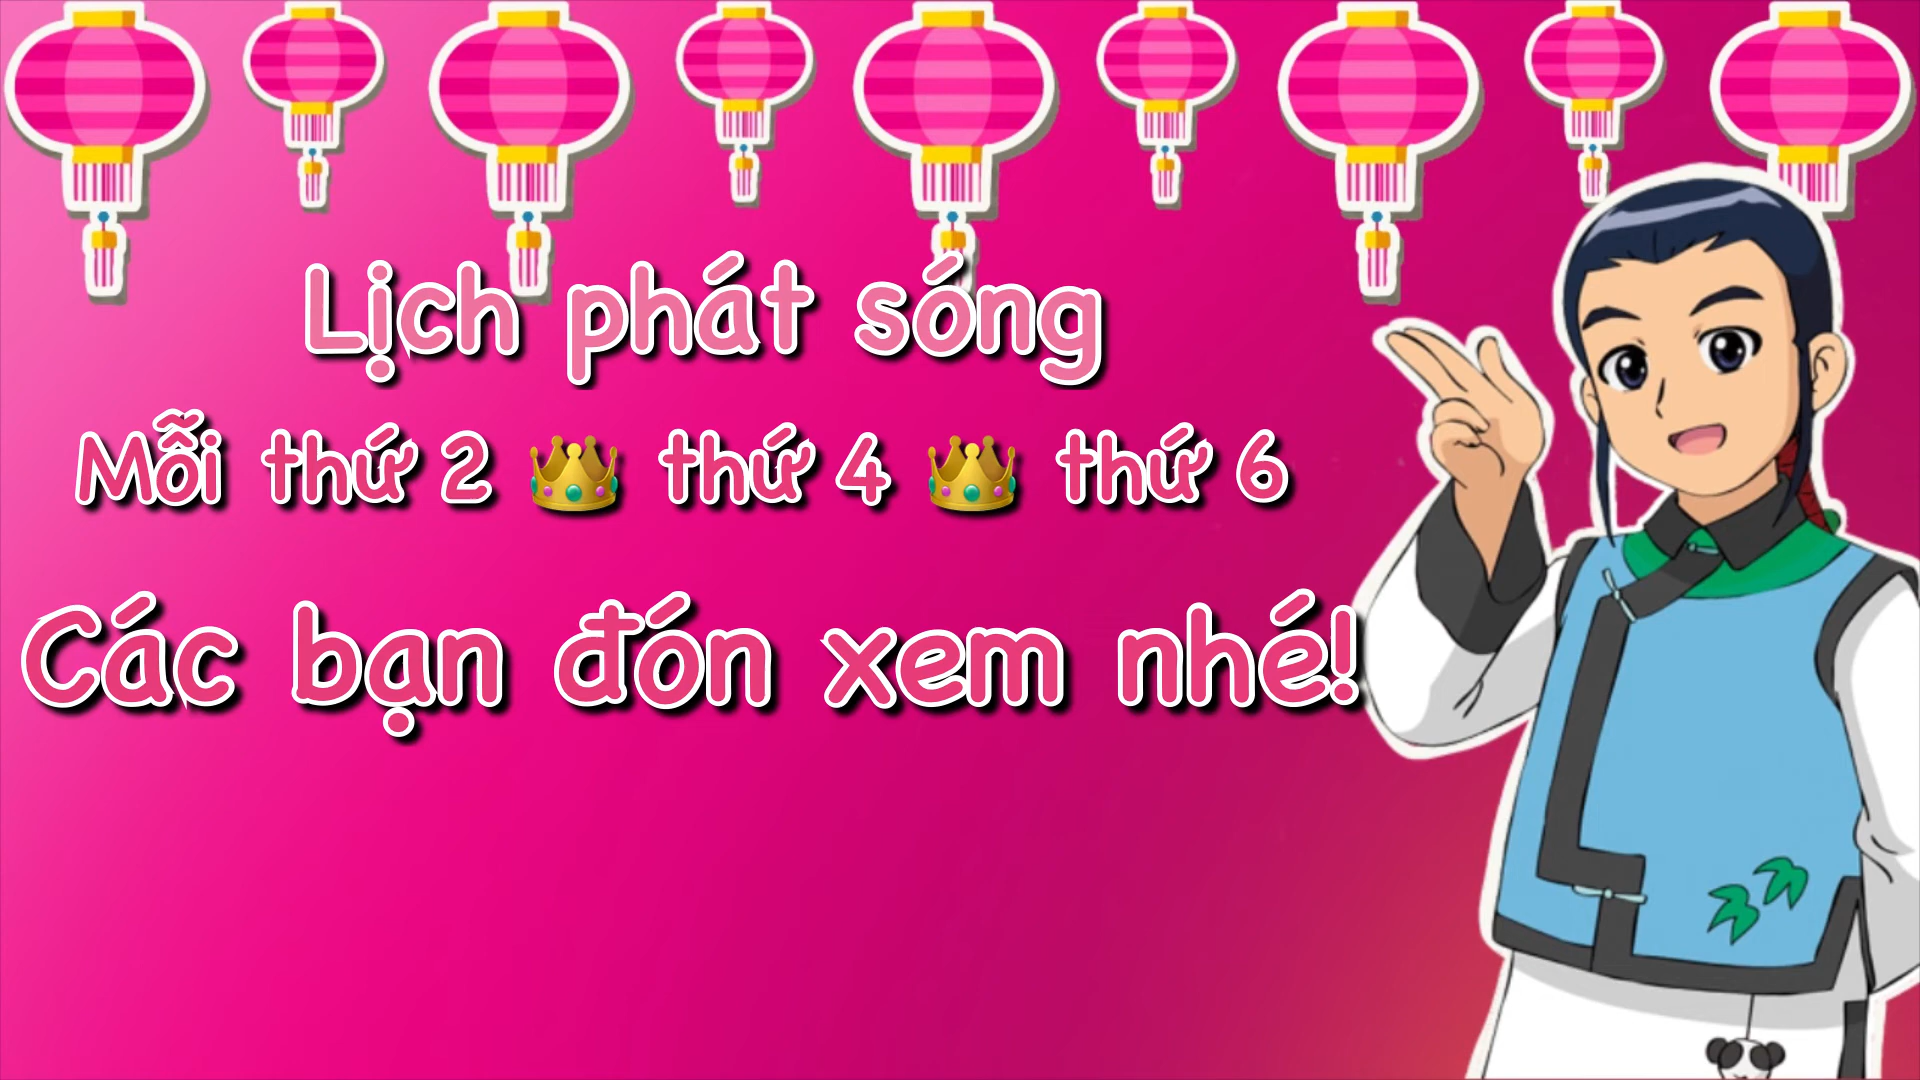 Lịch phát sóng
Mỗi thứ 2 👑 thứ 4 👑 thứ 6
Các bạn đón xem nhé!